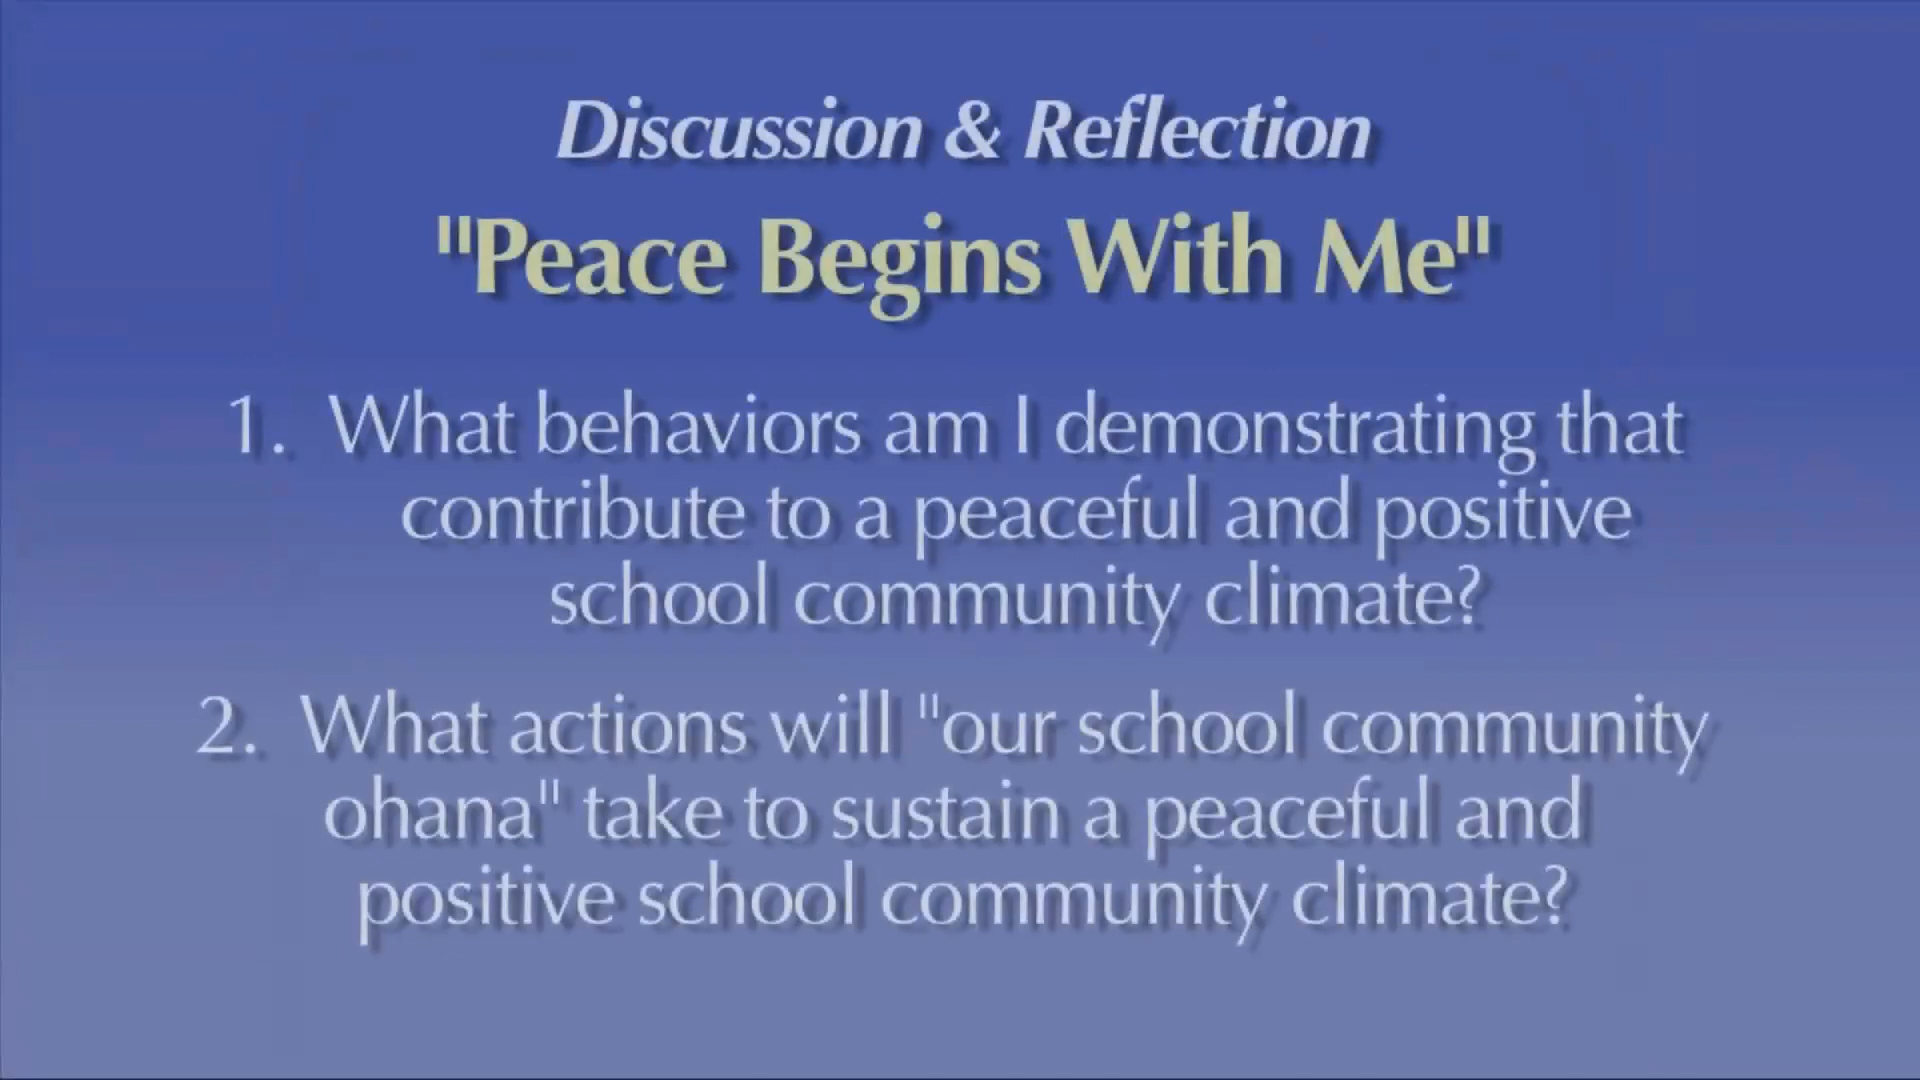 Discussion & Reflection
"Peace Begins With Me"
1. What behaviors am I demonstrating that
contribute to a peaceful and positive
school community climate?
2. What actions will "our school community
ohana" take to sustain a peaceful and
positive school community climate?